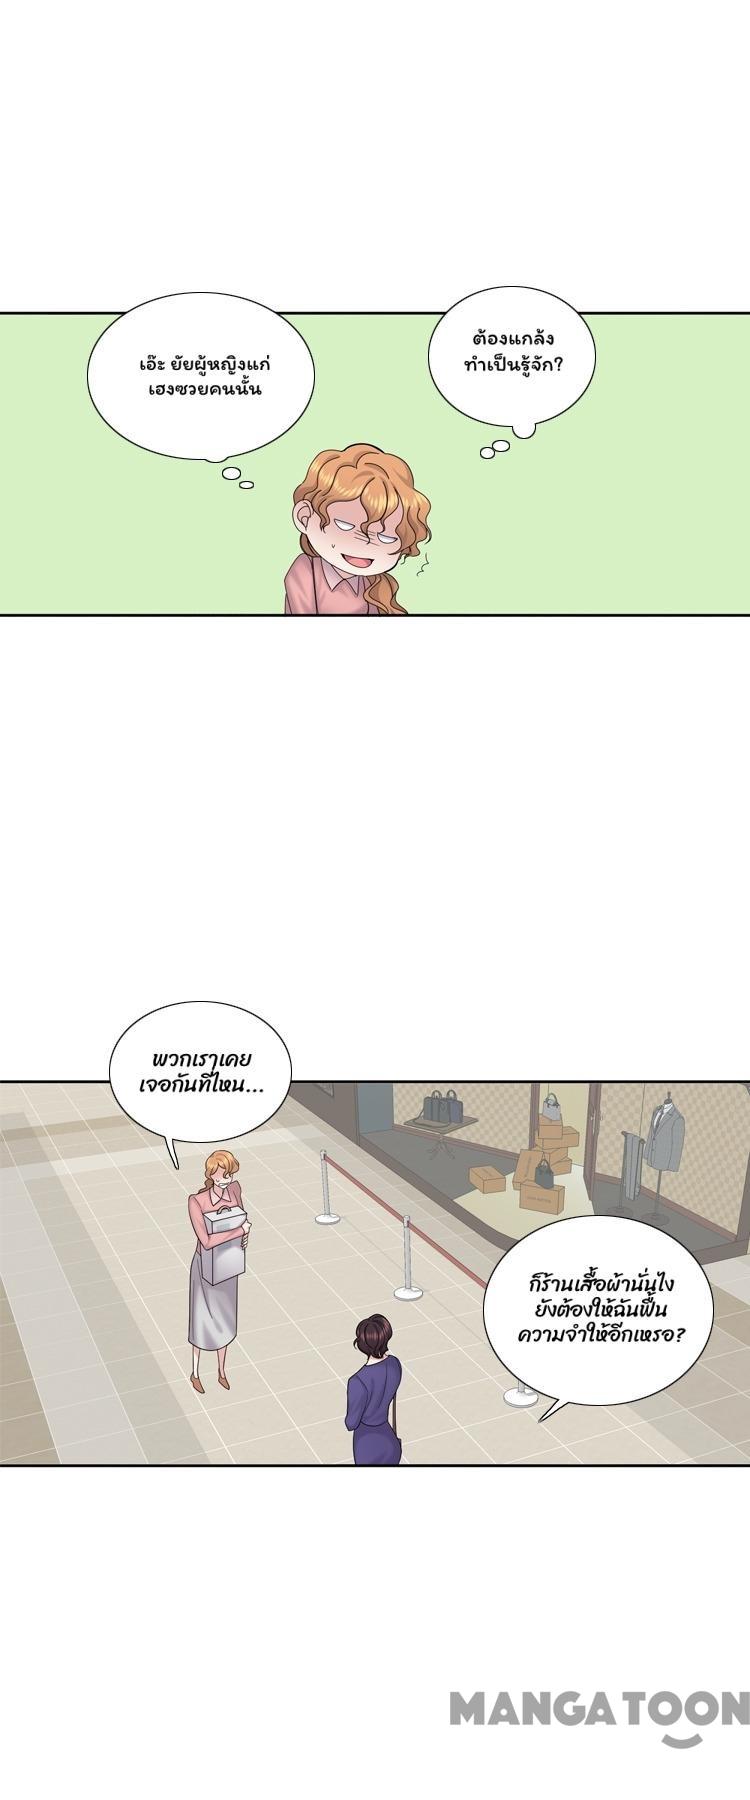 เอ๊ะ ยัยผู้หญิงแก่
เฮงซวยคนนั้น
ต้องแกล้ง
ทำเป็นรู้จัก?
พวกเราเคย
เจอกันที่ไหน...
ก็ร้านเสื้อผ้านั่นไง
ยังต้องให้ฉันฟื้น
ความจำให้อีกเหรอ?
MANGATOON